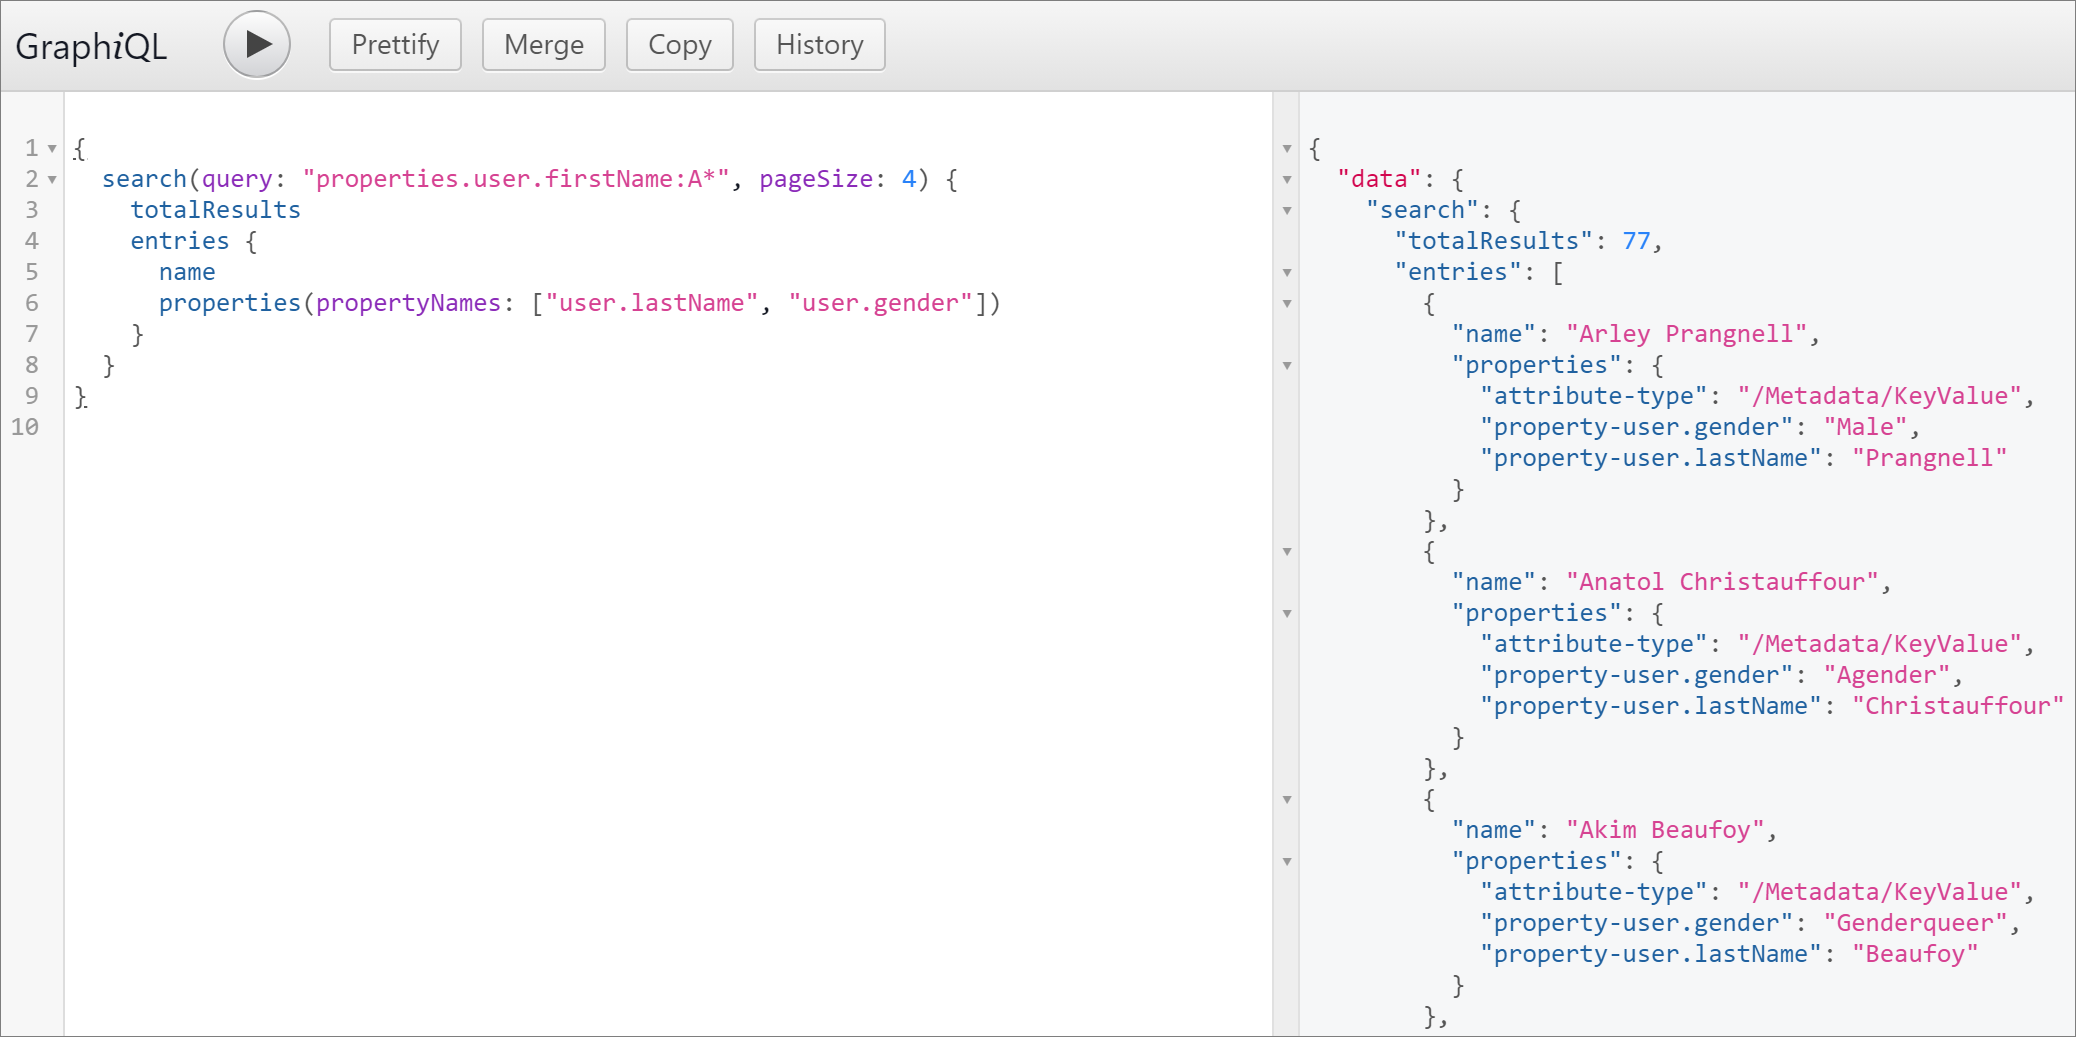 GraphiQL Prettify Merge Copy History
1 {
2 search(query: "properties.user.firstName:A*", pageSize: 4) {
3 totalResults
4 entries {
5 name
6 properties(propertyNames: ["user.lastName", "user.gender"])
7 }
8 }
9 }
10
{
"data": {
"search": {
"totalResults": 77,
"entries": [
{
"name": "Arley Prangnell",
"properties": {
"attribute-type": "/Metadata/KeyValue",
"property-user.gender": "Male",
"property-user.lastName": "Prangnell"
}
},
{
"name": "Anatol Christauffour",
"properties": {
"attribute-type": "/Metadata/KeyValue",
"property-user.gender": "Agender",
"property-user.lastName": "Christauffour"
}
},
{
"name": "Akim Beaufoy",
"properties": {
"attribute-type": "/Metadata/KeyValue",
"property-user.gender": "Genderqueer",
"property-user.lastName": "Beaufoy"
}
},